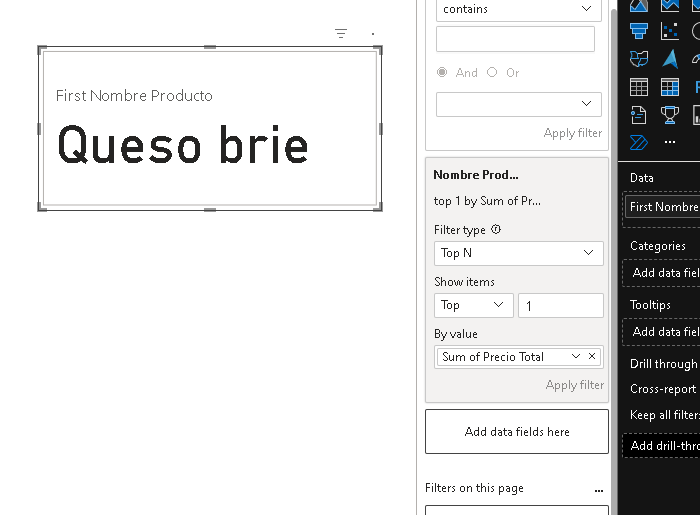 First Nombre Producto
Queso brie
contains
And
Or
Apply filter
Nombre Prod...
top 1 by Sum of Pr...
Filter type
Top N
Show items
Top
1
By value
Sum of Precio Total
Apply filter
Add data fields here
Filters on this page
...
Data
First Nombre
Categories
Add data fiel
Tooltips
Add data fiel
Drill through
Cross-report
Keep all filter
Add drill-thro